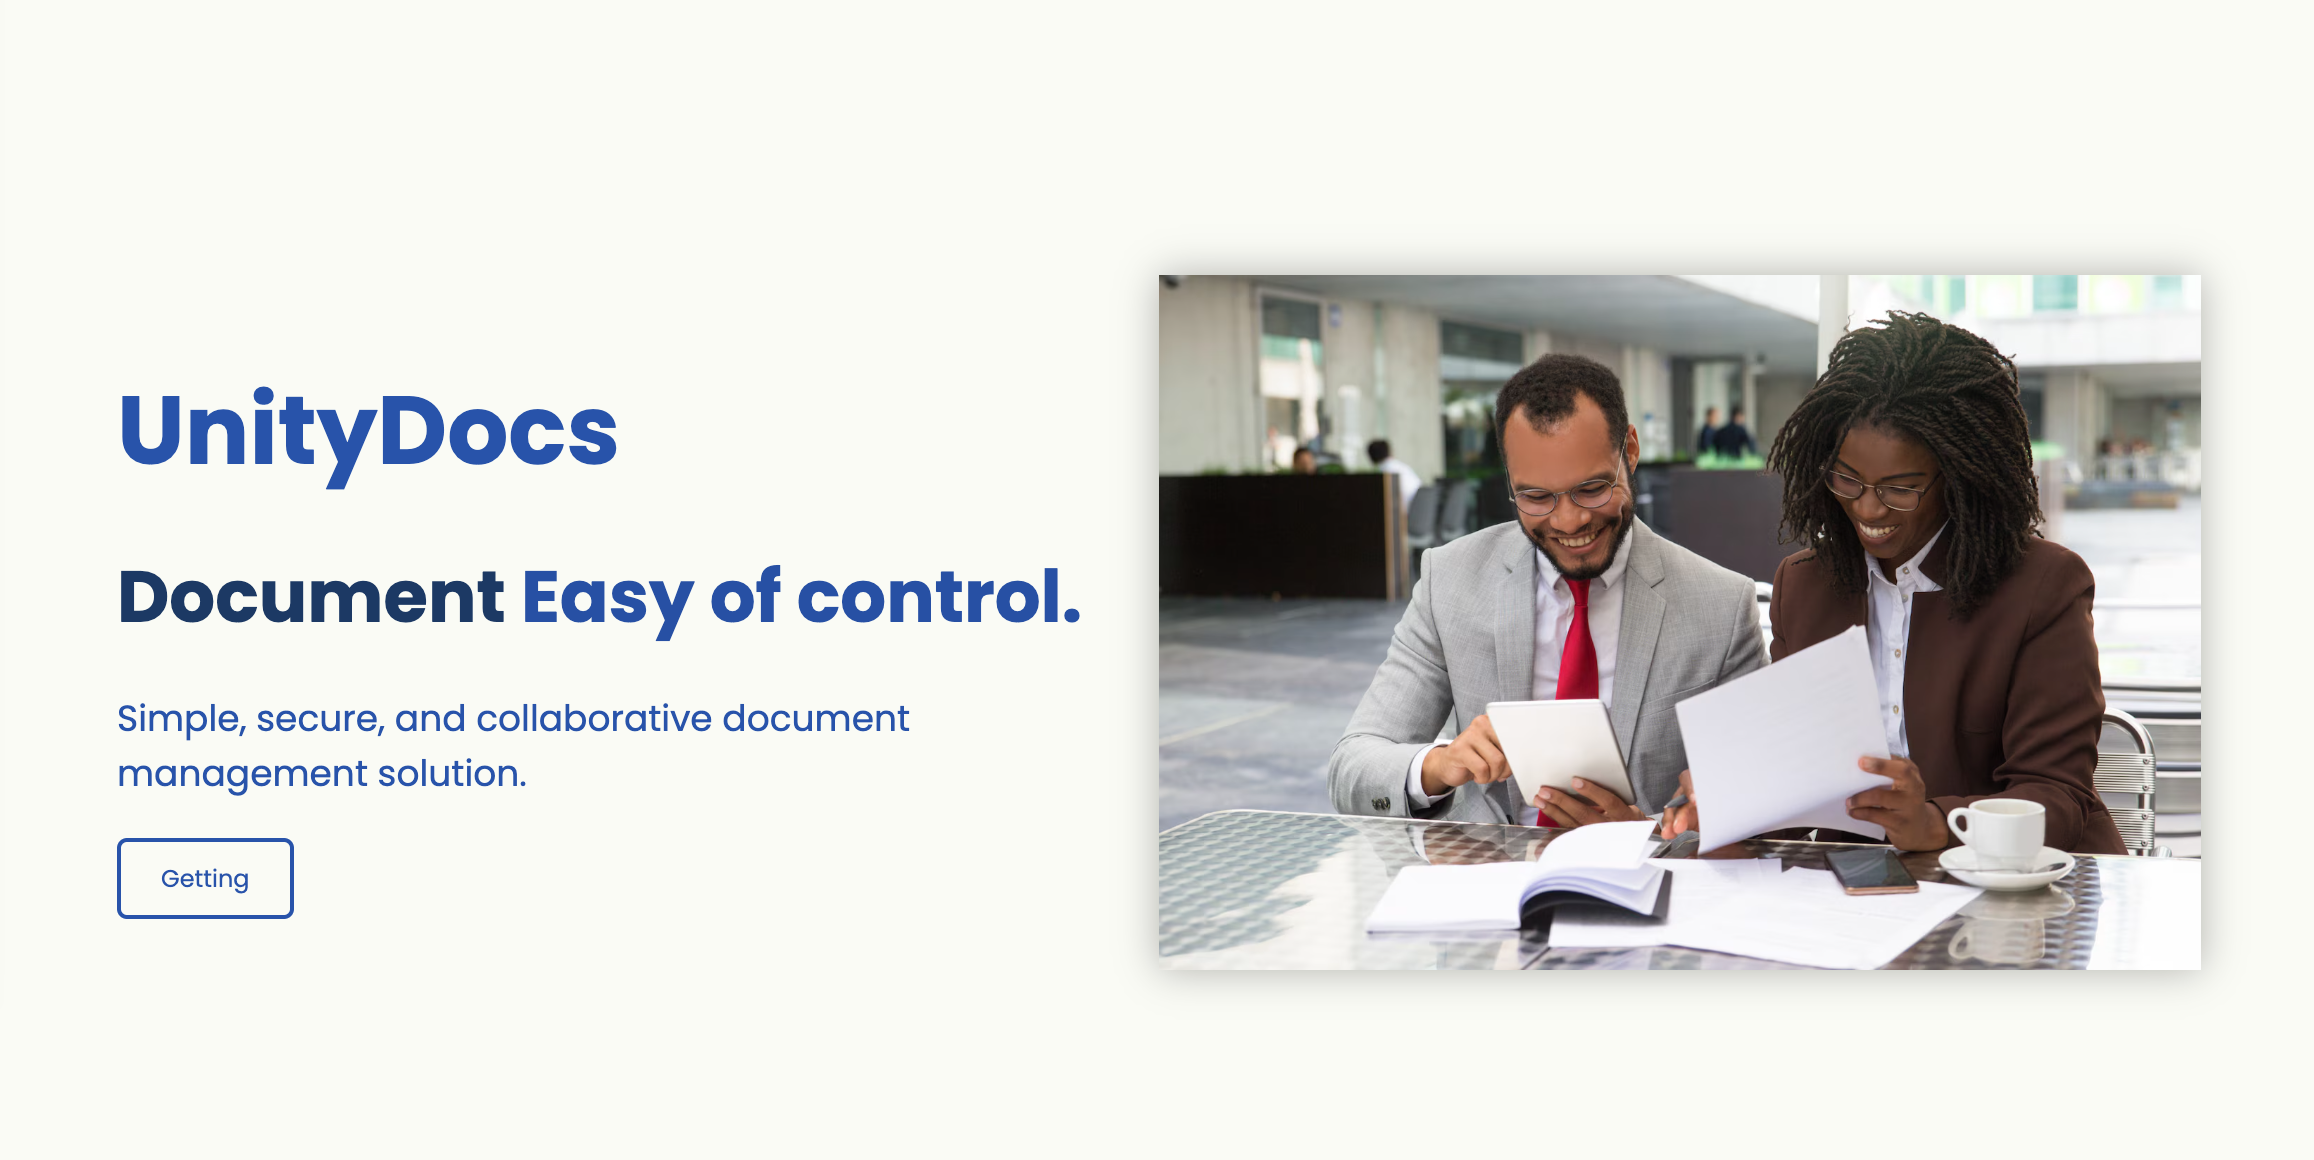 UnityDocs
Document Easy of control.
Simple, secure, and collaborative document
management solution.
Getting